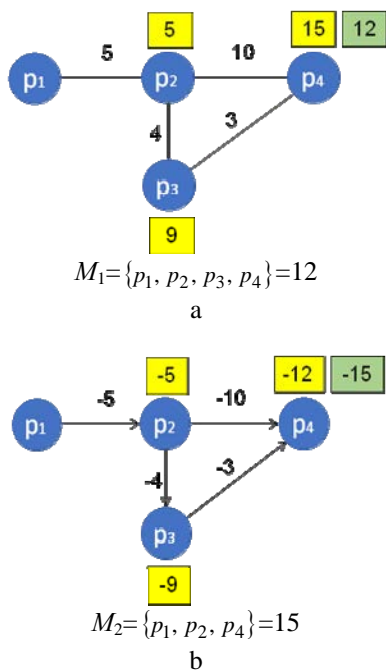 5 15 12
5 10
p1 p2 p4
4 3
p3
9
M₁={p₁, p₂, p₃, p₄}=12
a
-5 -12 -15
-5 -10
p1 p2 p4
-4 -3
p3
-9
M₂={p₁, p₂, p₄}=15
b